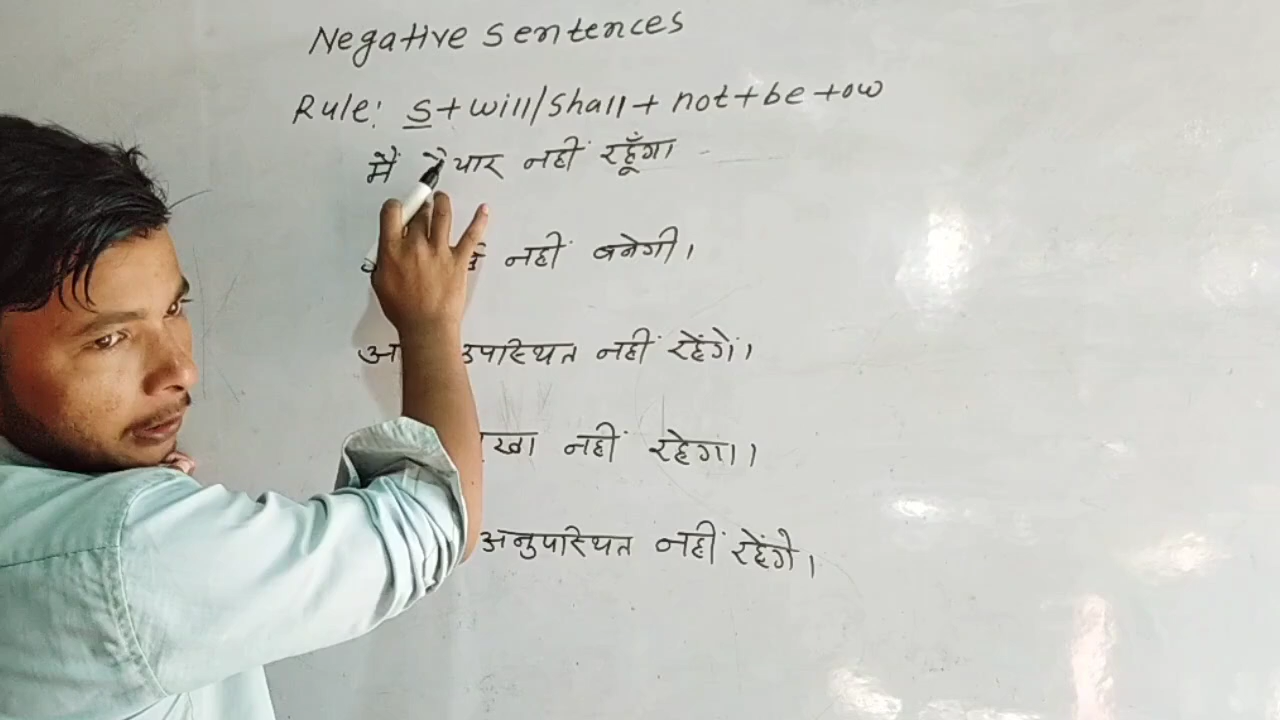 Negative Sentences
Rule: S + will/shall + not + be + ow
मैं तैयार नहीं रहूँगा
नहीं बनेगी।
उपस्थित नहीं रहेंगे।
नहीं रहेगा।
अनुपस्थित नहीं रहेंगे।